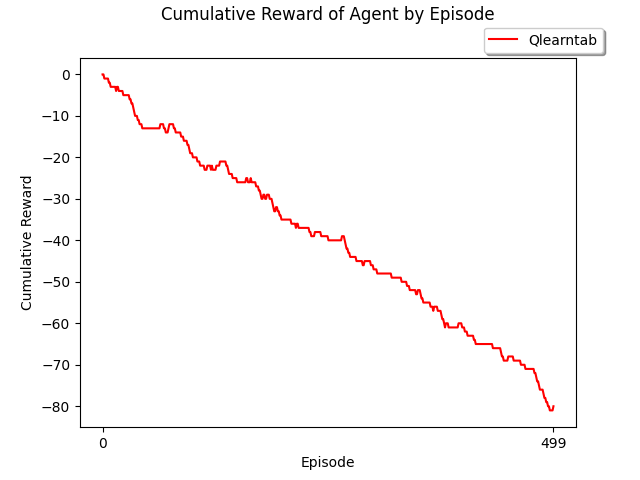 Cumulative Reward of Agent by Episode
Qlearntab
0
−10
−20
−30
−40
−50
−60
−70
−80
Cumulative Reward
0 499
Episode